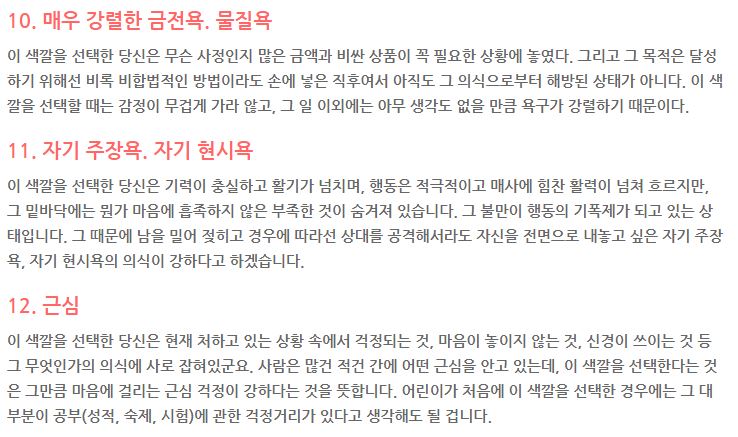 10. 매우 강렬한 금전욕. 물질욕
이 색깔을 선택한 당신은 무슨 사정인지 많은 금액과 비싼 상품이 꼭 필요한 상황에 놓였다. 그리고 그 목적은 달성
하기 위해선 비록 비합법적인 방법이라도 손에 넣은 직후여서 아직도 그 의식으로부터 해방된 상태가 아니다. 이 색
깔을 선택할 때는 감정이 무겁게 가라 않고, 그 일 이외에는 아무 생각도 없을 만큼 욕구가 강렬하기 때문이다.
11. 자기 주장욕. 자기 현시욕
이 색깔을 선택한 당신은 기력이 충실하고 활기가 넘치며, 행동은 적극적이고 매사에 힘찬 활력이 넘쳐 흐르지만,
그 밑바닥에는 뭔가 마음에 흡족하지 않은 부족한 것이 숨겨져 있습니다. 그 불만이 행동의 기폭제가 되고 있는 상
태입니다. 그 때문에 남을 밀어 젖히고 경우에 따라선 상대를 공격해서라도 자신을 전면으로 내놓고 싶은 자기 주장
욕, 자기 현시욕의 의식이 강하다고 하겠습니다.
12. 근심
이 색깔을 선택한 당신은 현재 처하고 있는 상황 속에서 걱정되는 것, 마음이 놓이지 않는 것, 신경이 쓰이는 것 등
그 무엇인가의 의식에 사로 잡혀있군요. 사람은 많건 적건 간에 어떤 근심을 안고 있는데, 이 색깔을 선택한다는 것
은 그만큼 마음에 걸리는 근심 걱정이 강하다는 것을 뜻합니다. 어린이가 처음에 이 색깔을 선택한 경우에는 그 대
부분이 공부(성적, 숙제, 시험)에 관한 걱정거리가 있다고 생각해도 될 겁니다.